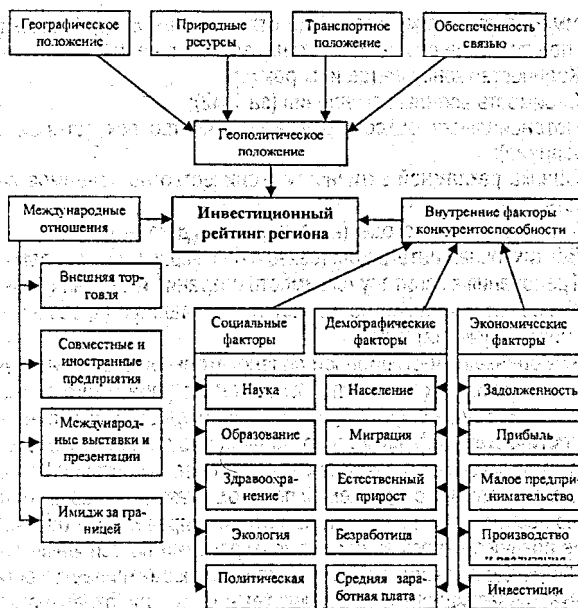 Географическое
положение
Природные
ресурсы
Транспортное
положение
Обеспеченность
связью
Геополитическое
положение
Международные
отношения
Инвестиционный
рейтинг региона
Внутренние факторы
конкурентоспособности
Внешняя тор-
говля
Совместные и
иностранные
предприятия
Международ-
ные выставки и
презентации
Имидж за гра-
ницей
Социальные
факторы
Наука
Образование
Здравоохра-
нение
Экология
Политическая
Демографические
факторы
Население
Миграция
Естественный
прирост
Безработица
Средняя зара-
ботная плата
Экономические
факторы
Задолженность
Прибыль
Малое предпри-
нимательство
Производство
Инвестиции